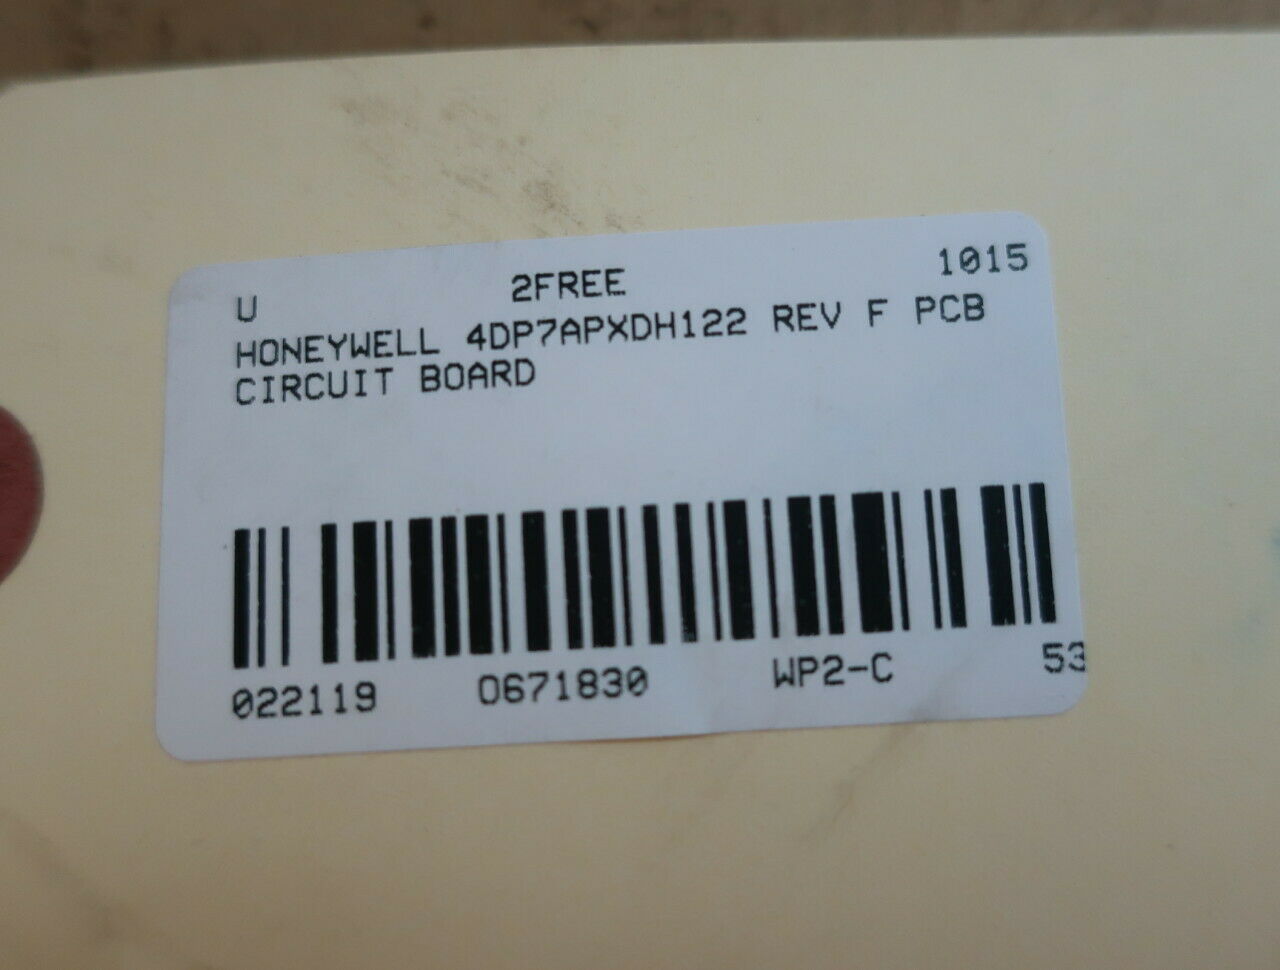 U 2FREE 1015
HONEYWELL 4DP7APXDH122 REV F PCB
CIRCUIT BOARD
022119 0671830 WP2-C 53